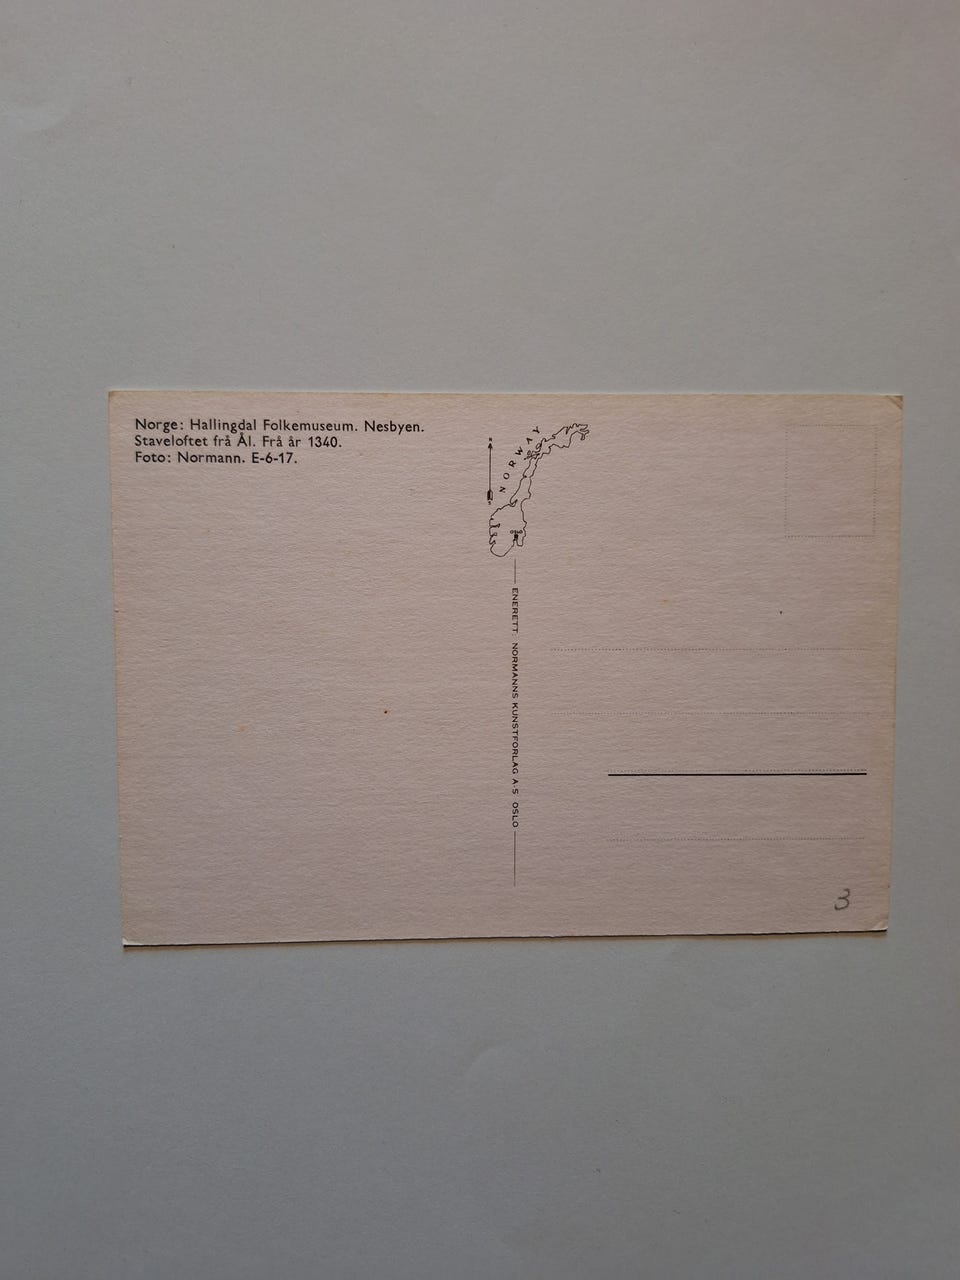 Norge: Hallingdal Folkemuseum. Nesbyen.
Staveloftet frå Ål. Frå år 1340.
Foto: Normann. E-6-17.
N
NORWAY
OSLO
ENERETT: NORMANNS KUNSTFORLAG A·S OSLO
3